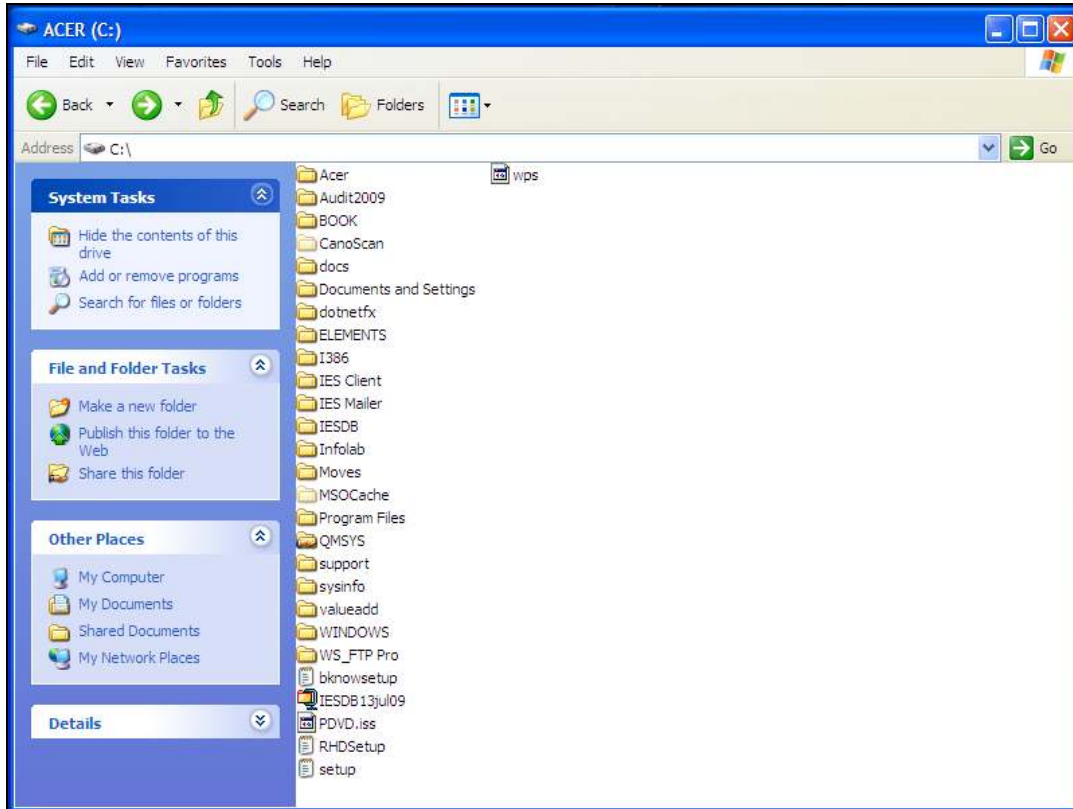 ACER (C:)
File Edit View Favorites Tools Help
Back Search Folders
Address C:\ Go
System Tasks
Hide the contents of this
drive
Add or remove programs
Search for files or folders
File and Folder Tasks
Make a new folder
Publish this folder to the
Web
Share this folder
Other Places
My Computer
My Documents
Shared Documents
My Network Places
Details
Acer
Audit2009
BOOK
CanoScan
docs
Documents and Settings
dotnetfx
ELEMENTS
I386
IES Client
IES Mailer
IESDB
Infolab
Moves
MSOCache
Program Files
QMSYS
support
sysinfo
valueadd
WINDOWS
WS_FTP Pro
bknowsetup
IESDB13jul09
PDVD.iss
RHDSetup
setup
wps